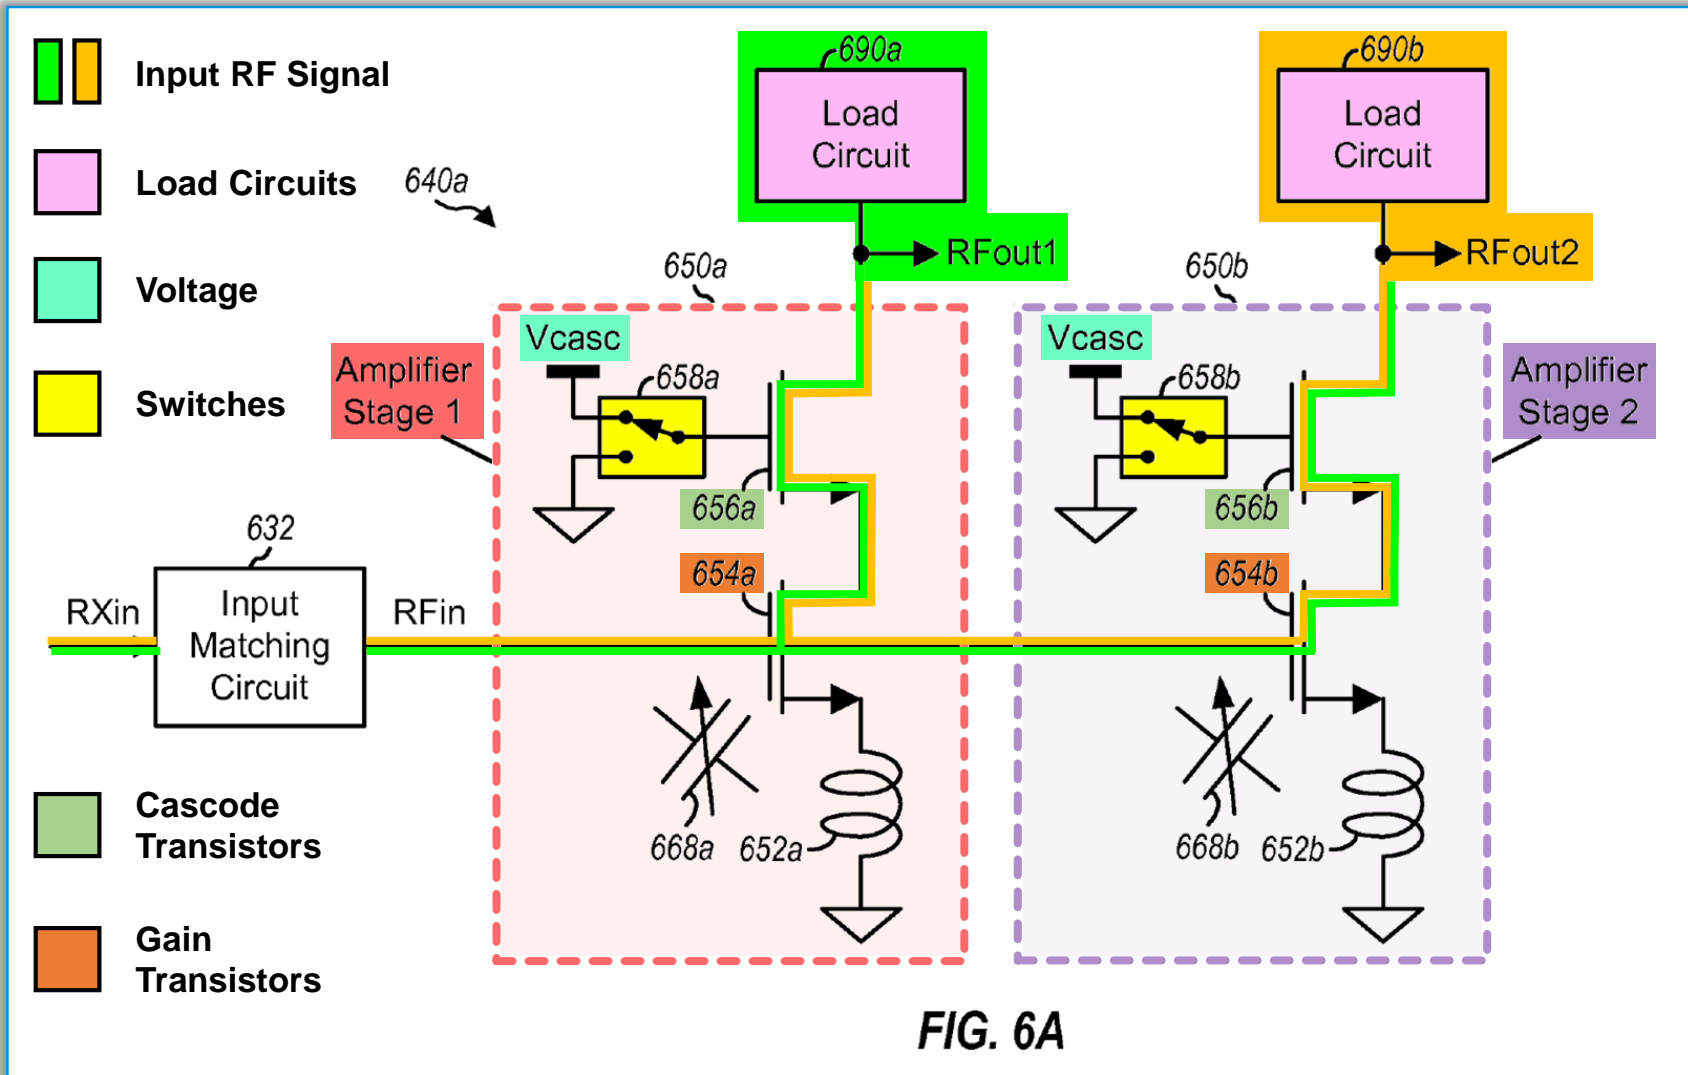 Input RF Signal
Load Circuits
Voltage
Switches
640a
690a
Load
Circuit
RFout1
690b
Load
Circuit
RFout2
650a
650b
Vcasc
658a
Amplifier
Stage 1
656a
654a
Vcasc
658b
Amplifier
Stage 2
656b
654b
632
RXin
Input
Matching
Circuit
RFin
668a
652a
668b
652b
Cascode
Transistors
Gain
Transistors
FIG. 6A